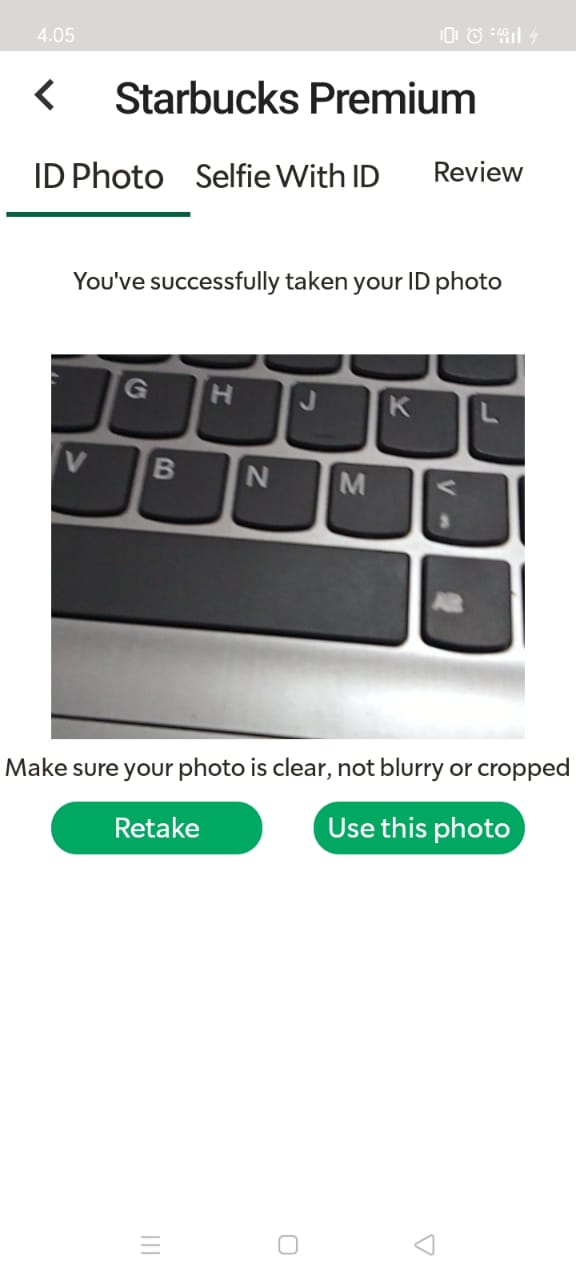 4.05
4G
Starbucks Premium
ID Photo Selfie With ID Review
You've successfully taken your ID photo
G H J K L
V B N M <
,
Make sure your photo is clear, not blurry or cropped
Retake Use this photo